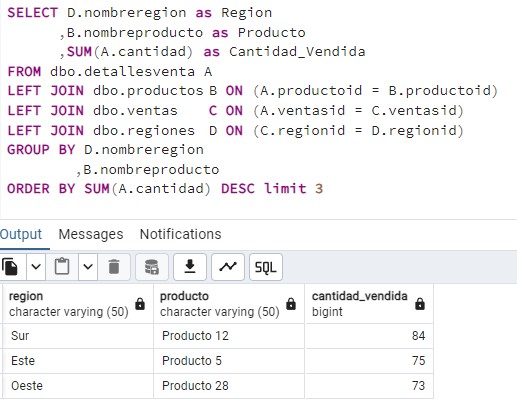 SELECT D.nombreregion as Region
,B.nombreproducto as Producto
,SUM(A.cantidad) as Cantidad_Vendida
FROM dbo.detallesventa A
LEFT JOIN dbo.productos B ON (A.productoid = B.productoid)
LEFT JOIN dbo.ventas C ON (A.ventasid = C.ventasid)
LEFT JOIN dbo.regiones D ON (C.regionid = D.regionid)
GROUP BY D.nombreregion
,B.nombreproducto
ORDER BY SUM(A.cantidad) DESC limit 3
Output Messages Notifications
SQL
region producto cantidad_vendida
character varying (50) character varying (50) bigint
Sur Producto 12 84
Este Producto 5 75
Oeste Producto 28 73